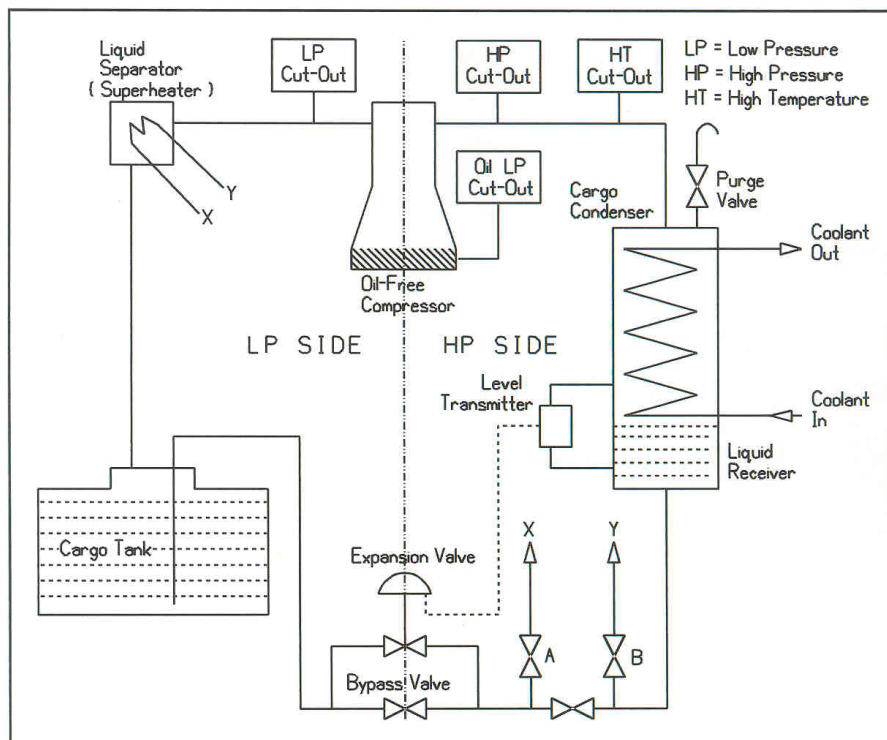 Liquid
Separator
( Superheater )
LP
Cut-Out
HP
Cut-Out
HT
Cut-Out
LP = Low Pressure
HP = High Pressure
HT = High Temperature
X
Y
Oil LP
Cut-Out
Cargo
Condenser
Purge
Valve
Coolant
Out
Oil-Free
Compressor
LP SIDE
HP SIDE
Level
Transmitter
Coolant
In
Liquid
Receiver
Cargo Tank
Expansion Valve
X
Y
A
B
Bypass Valve